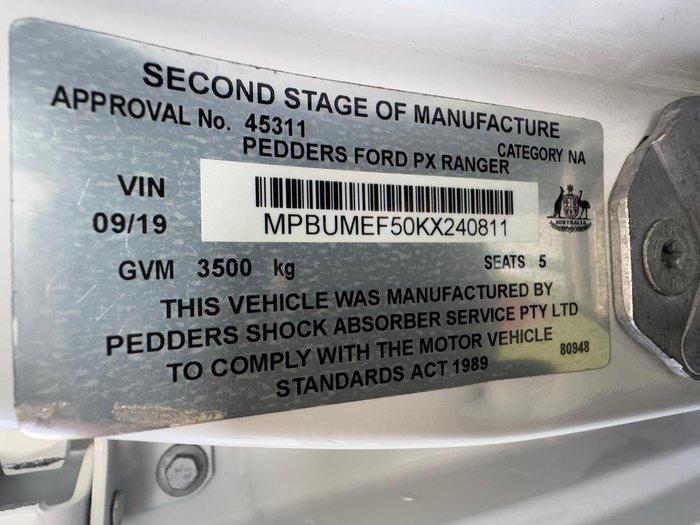 SECOND STAGE OF MANUFACTURE
APPROVAL No. 45311
CATEGORY NA
PEDDERS FORD PX RANGER
VIN
09/19
MPBUMEF50KX240811
AUSTRALIA
GVM 3500 kg
SEATS 5
THIS VEHICLE WAS MANUFACTURED BY
PEDDERS SHOCK ABSORBER SERVICE PTY LTD
TO COMPLY WITH THE MOTOR VEHICLE
STANDARDS ACT 1989
80948